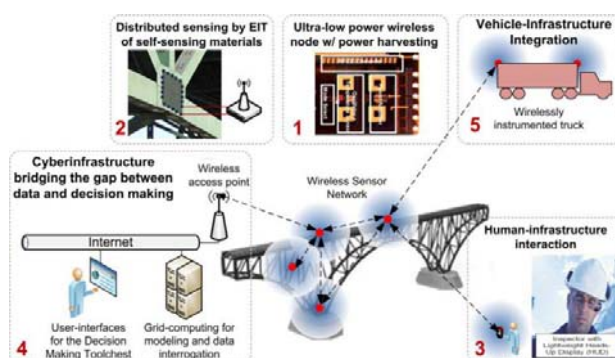 Distributed sensing by EIT
of self-sensing materials
2
Ultra-low power wireless
node w/ power harvesting
1
Vehicle-Infrastructure
Integration
5
Wirelessly
instrumented truck
Cyberinfrastructure
bridging the gap between
data and decision making
Wireless
access point
Internet
User-interfaces
for the Decision
Making Toolchest
Grid-computing for
modeling and data
interrogation
4
Wireless Sensor
Network
Human-infrastructure
interaction
3
Inspector with
Lightweight Heads
Up Display (HUD)